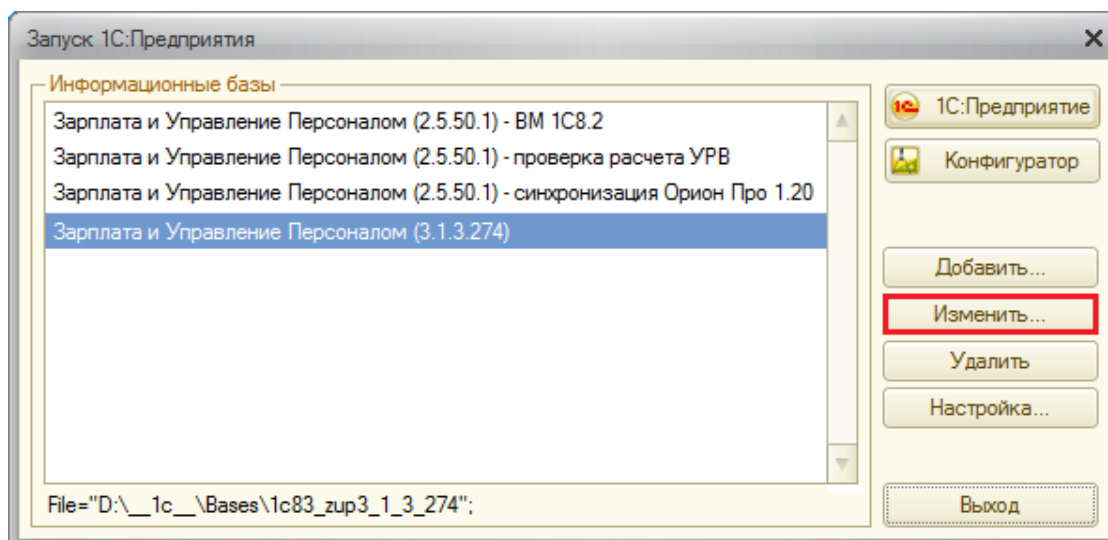 Запуск 1С:Предприятия
Информационные базы
Зарплата и Управление Персоналом (2.5.50.1) - ВМ 1С8.2
Зарплата и Управление Персоналом (2.5.50.1) - проверка расчета УРВ
Зарплата и Управление Персоналом (2.5.50.1) - синхронизация Орион Про 1.20
Зарплата и Управление Персоналом (3.1.3.274)
File="D:\__1c__\Bases\1c83_zup3_1_3_274";
1С:Предприятие
Конфигуратор
Добавить...
Изменить...
Удалить
Настройка...
Выход